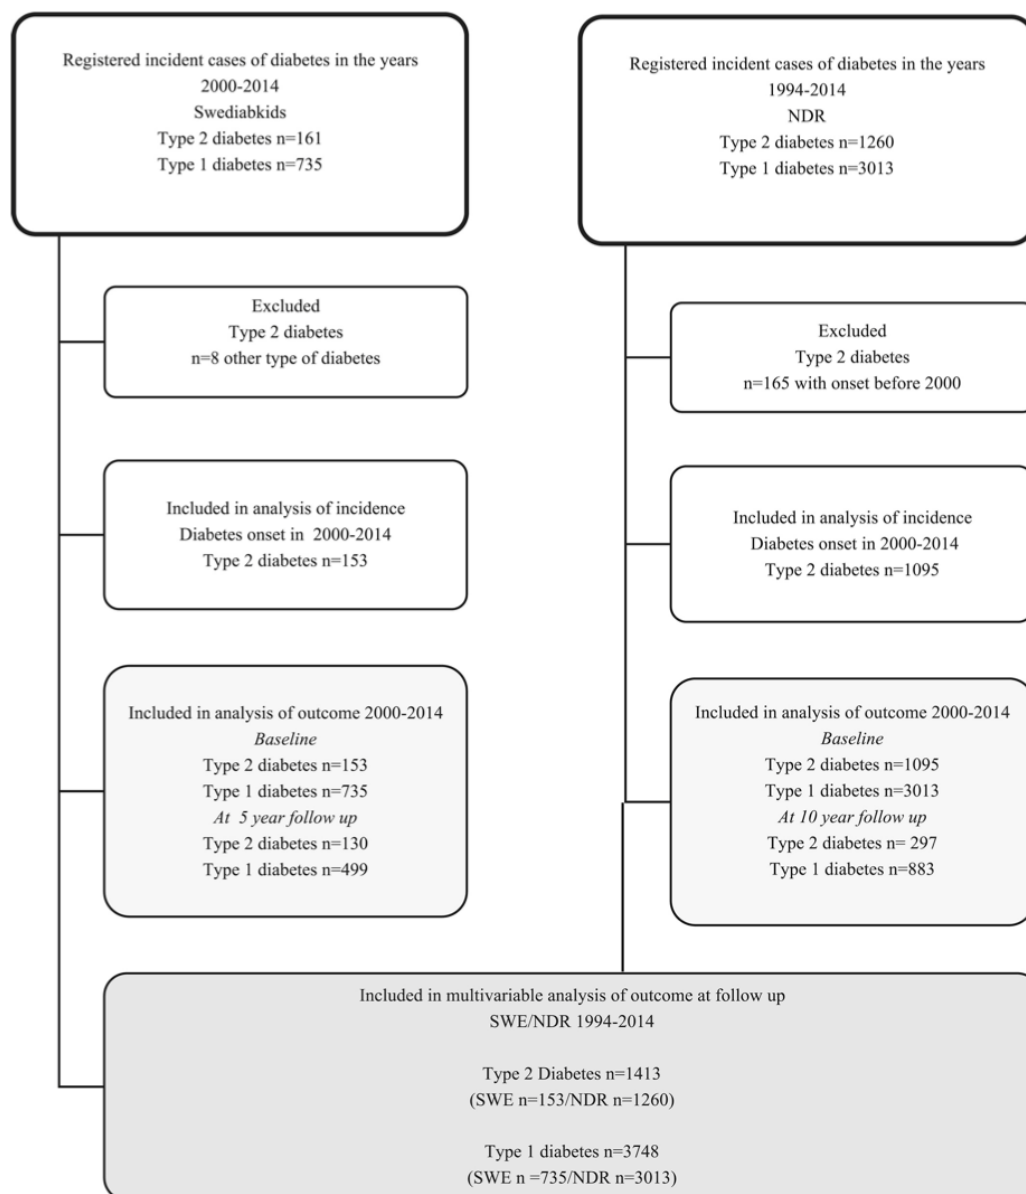 Registered incident cases of diabetes in the years
2000-2014
Swediabkids
Type 2 diabetes n=161
Type 1 diabetes n=735
Registered incident cases of diabetes in the years
1994-2014
NDR
Type 2 diabetes n=1260
Type 1 diabetes n=3013
Excluded
Type 2 diabetes
n=8 other type of diabetes
Excluded
Type 2 diabetes
n=165 with onset before 2000
Included in analysis of incidence
Diabetes onset in  2000-2014
Type 2 diabetes n=153
Included in analysis of incidence
Diabetes onset in 2000-2014
Type 2 diabetes n=1095
Included in analysis of outcome 2000-2014
Baseline
Type 2 diabetes n=153
Type 1 diabetes n=735
At  5 year follow up
Type 2 diabetes n=130
Type 1 diabetes n=499
Included in analysis of outcome 2000-2014
Baseline
Type 2 diabetes n=1095
Type 1 diabetes n=3013
At 10 year follow up
Type 2 diabetes n= 297
Type 1 diabetes n=883
Included in multivariable analysis of outcome at follow up
SWE/NDR 1994-2014
Type 2 Diabetes n=1413
(SWE n=153/NDR n=1260)
Type 1 diabetes n=3748
(SWE n =735/NDR n=3013)